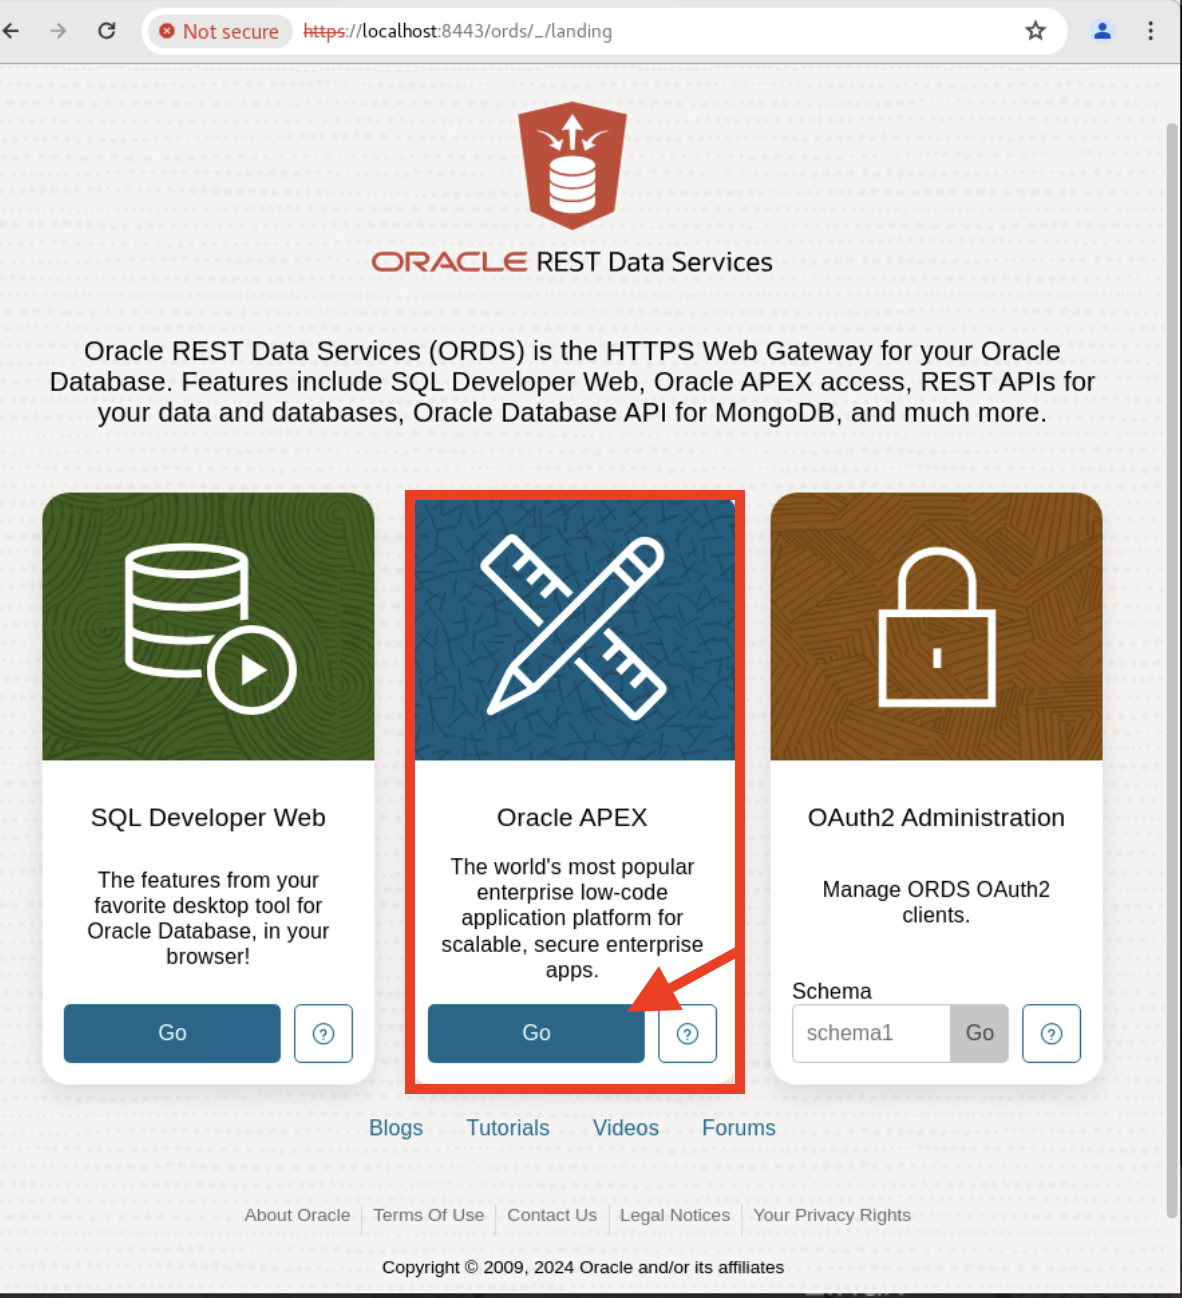 Not secure https://localhost:8443/ords/_/landing
ORACLE REST Data Services
Oracle REST Data Services (ORDS) is the HTTPS Web Gateway for your Oracle
Database. Features include SQL Developer Web, Oracle APEX access, REST APIs for
your data and databases, Oracle Database API for MongoDB, and much more.
SQL Developer Web
The features from your
favorite desktop tool for
Oracle Database, in your
browser!
Go
Oracle APEX
The world's most popular
enterprise low-code
application platform for
scalable, secure enterprise
apps.
Go
OAuth2 Administration
Manage ORDS OAuth2
clients.
Schema
schema1 Go
Blogs Tutorials Videos Forums
About Oracle Terms Of Use Contact Us Legal Notices Your Privacy Rights
Copyright © 2009, 2024 Oracle and/or its affiliates